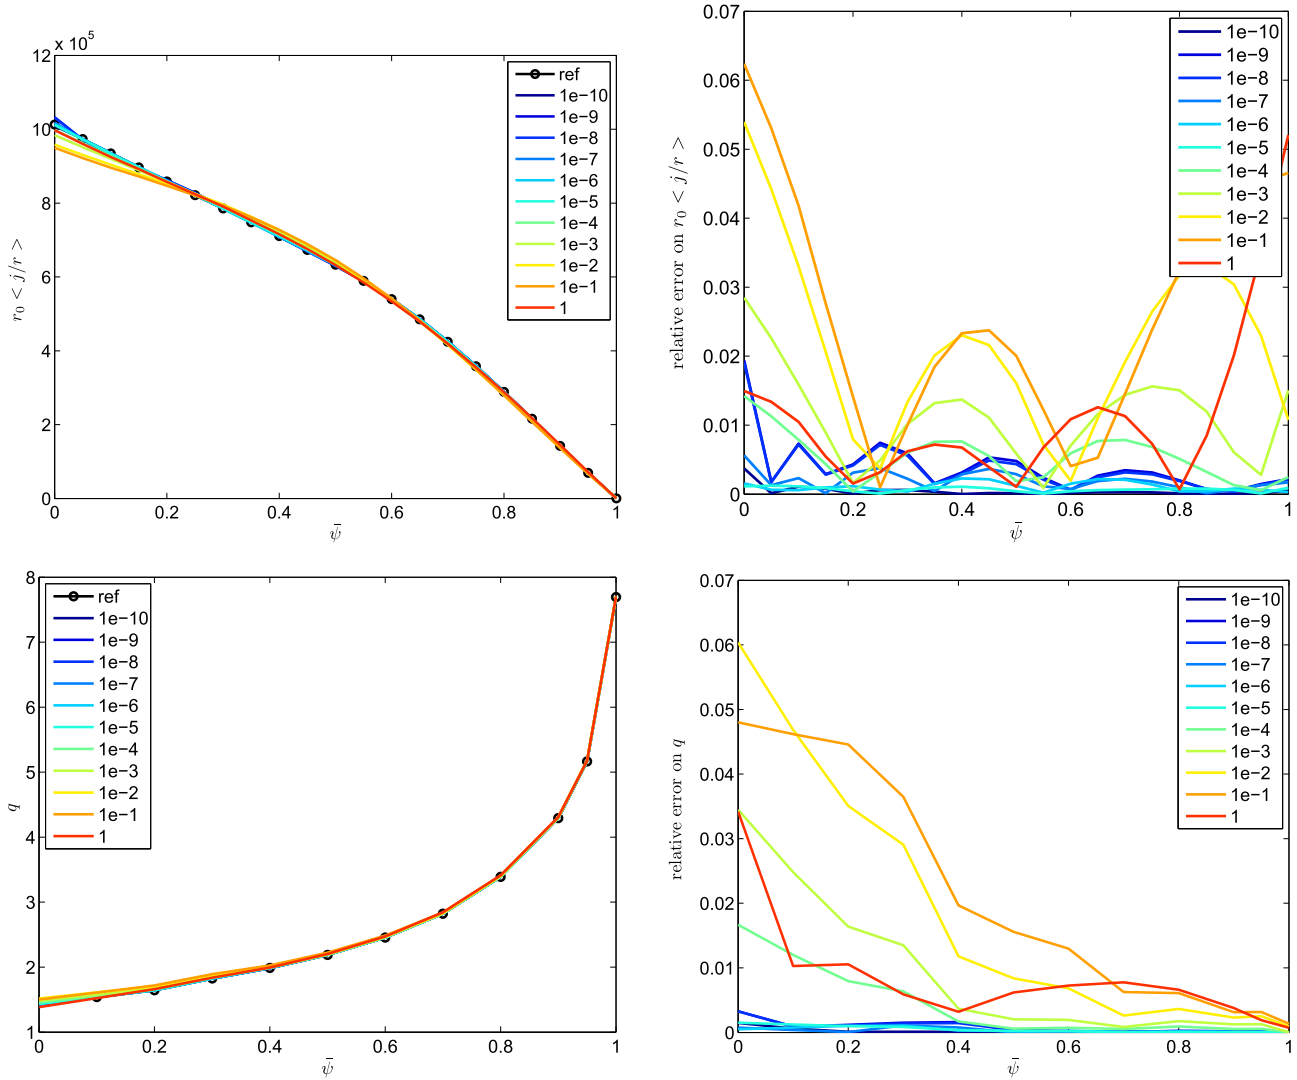 × 10⁵
12
10
8
6
4
2
0
0
0.2
0.4
0.6
0.8
1
r₀ < j/r >
ψ̄
ref
1e−10
1e−9
1e−8
1e−7
1e−6
1e−5
1e−4
1e−3
1e−2
1e−1
1
0.07
0.06
0.05
0.04
0.03
0.02
0.01
0
0
0.2
0.4
0.6
0.8
1
relative error on r₀ < j/r >
ψ̄
1e−10
1e−9
1e−8
1e−7
1e−6
1e−5
1e−4
1e−3
1e−2
1e−1
1
8
7
6
5
4
3
2
1
0
0.2
0.4
0.6
0.8
1
q
ψ̄
ref
1e−10
1e−9
1e−8
1e−7
1e−6
1e−5
1e−4
1e−3
1e−2
1e−1
1
0.07
0.06
0.05
0.04
0.03
0.02
0.01
0
0
0.2
0.4
0.6
0.8
1
relative error on q
ψ̄
1e−10
1e−9
1e−8
1e−7
1e−6
1e−5
1e−4
1e−3
1e−2
1e−1
1